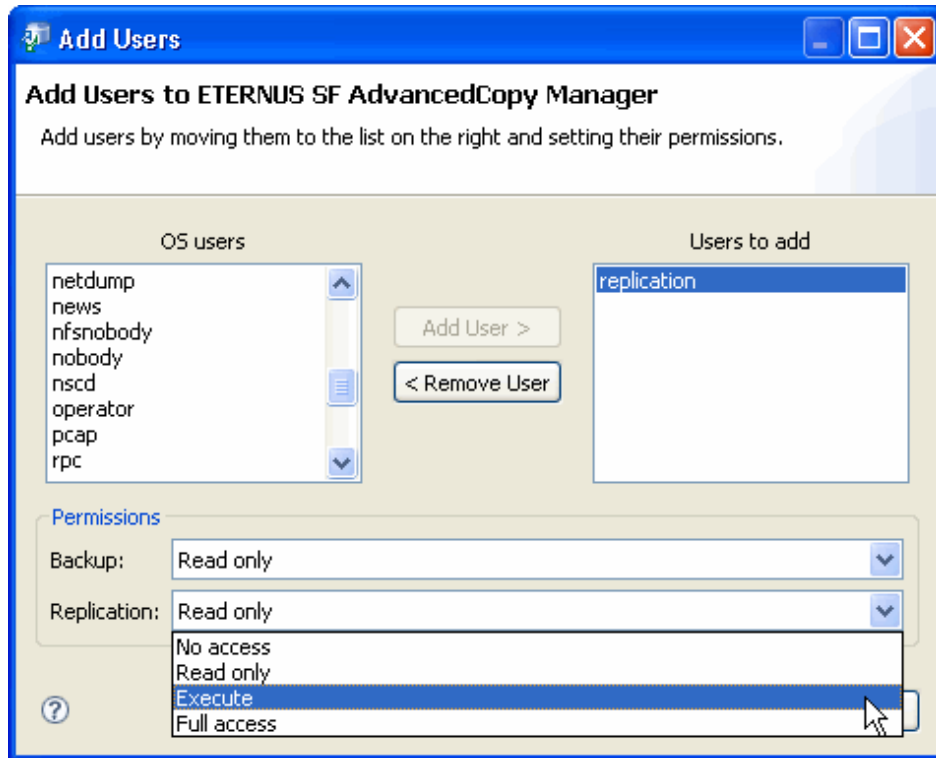 Add Users
Add Users to ETERNUS SF AdvancedCopy Manager
Add users by moving them to the list on the right and setting their permissions.
OS users
netdump
news
nfsnobody
nobody
nscd
operator
pcap
rpc
Add User >
< Remove User
Users to add
replication
Permissions
Backup: Read only
Replication: Read only
No access
Read only
Execute
Full access
?